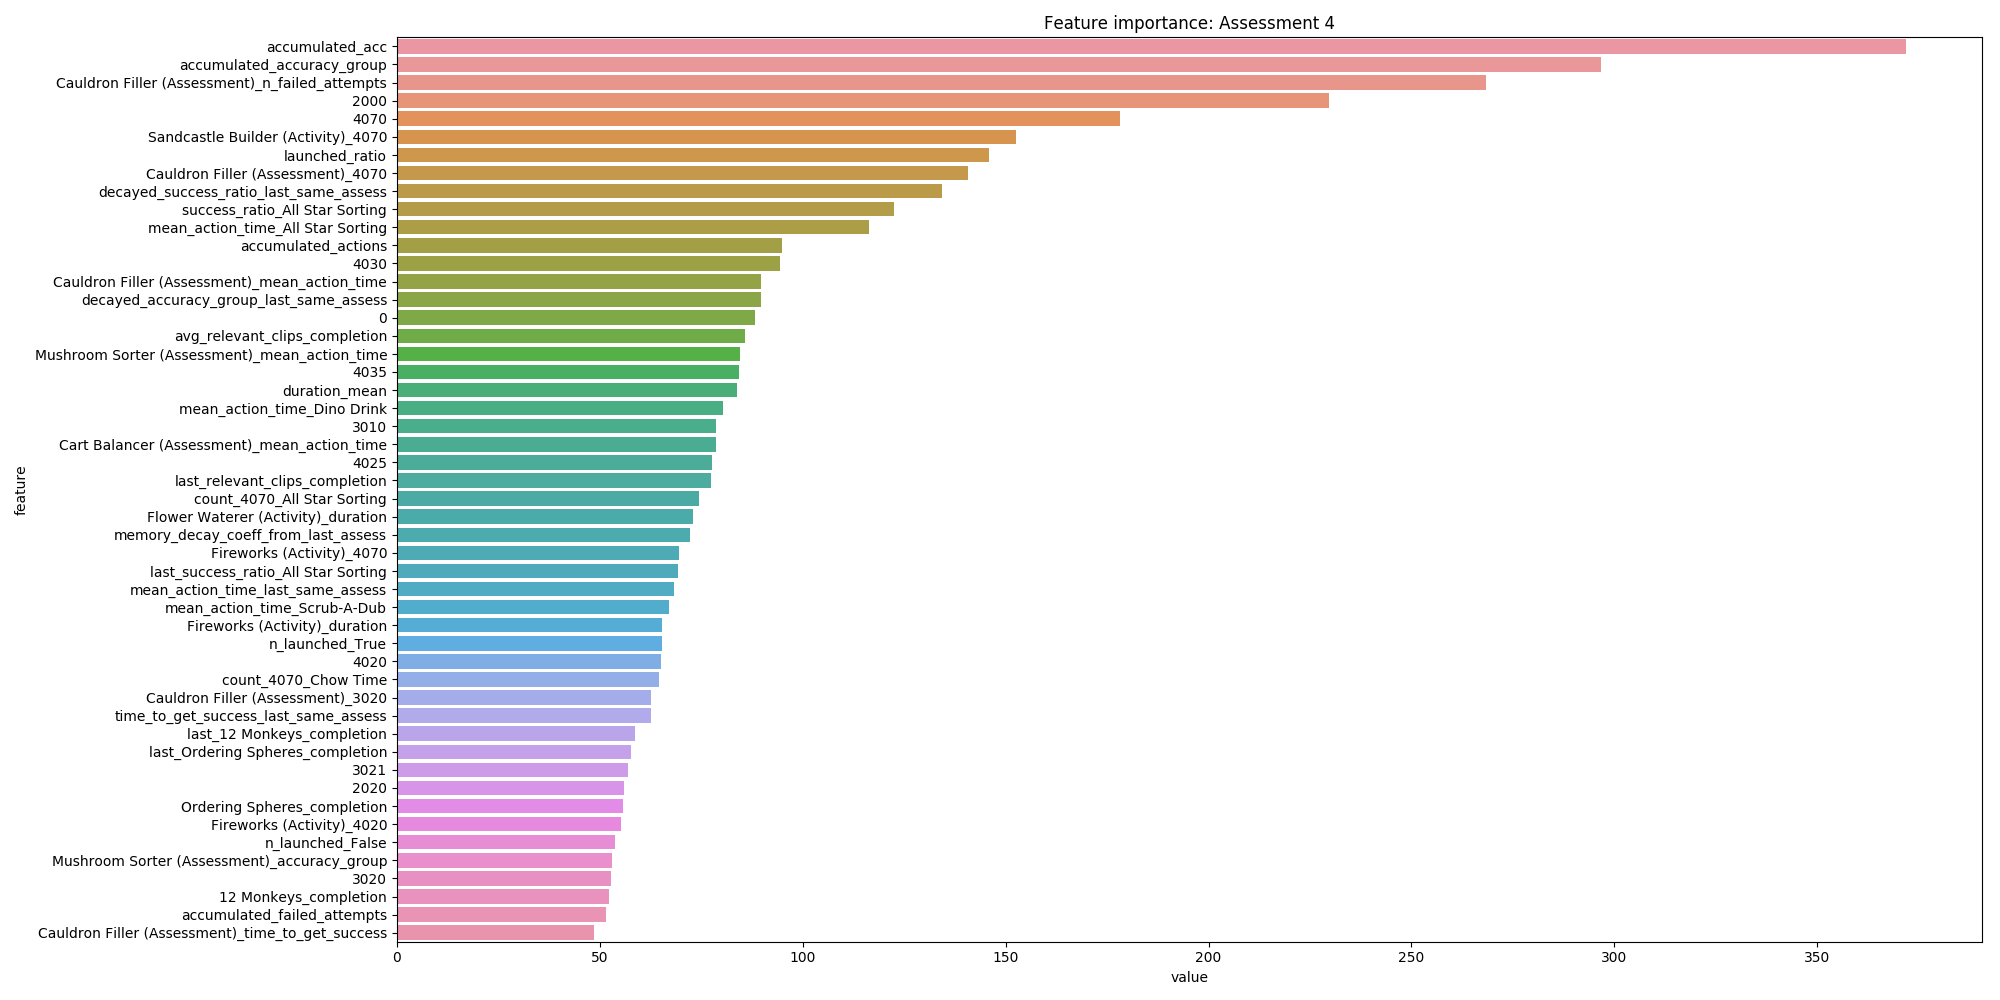 Feature importance: Assessment 4
accumulated_acc
accumulated_accuracy_group
Cauldron Filler (Assessment)_n_failed_attempts
2000
4070
Sandcastle Builder (Activity)_4070
launched_ratio
Cauldron Filler (Assessment)_4070
decayed_success_ratio_last_same_assess
success_ratio_All Star Sorting
mean_action_time_All Star Sorting
accumulated_actions
4030
Cauldron Filler (Assessment)_mean_action_time
decayed_accuracy_group_last_same_assess
0
avg_relevant_clips_completion
Mushroom Sorter (Assessment)_mean_action_time
4035
duration_mean
mean_action_time_Dino Drink
3010
Cart Balancer (Assessment)_mean_action_time
4025
last_relevant_clips_completion
count_4070_All Star Sorting
Flower Waterer (Activity)_duration
memory_decay_coeff_from_last_assess
Fireworks (Activity)_4070
last_success_ratio_All Star Sorting
mean_action_time_last_same_assess
mean_action_time_Scrub-A-Dub
Fireworks (Activity)_duration
n_launched_True
4020
count_4070_Chow Time
Cauldron Filler (Assessment)_3020
time_to_get_success_last_same_assess
last_12 Monkeys_completion
last_Ordering Spheres_completion
3021
2020
Ordering Spheres_completion
Fireworks (Activity)_4020
n_launched_False
Mushroom Sorter (Assessment)_accuracy_group
3020
12 Monkeys_completion
accumulated_failed_attempts
Cauldron Filler (Assessment)_time_to_get_success
feature
0 50 100 150 200 250 300 350
value